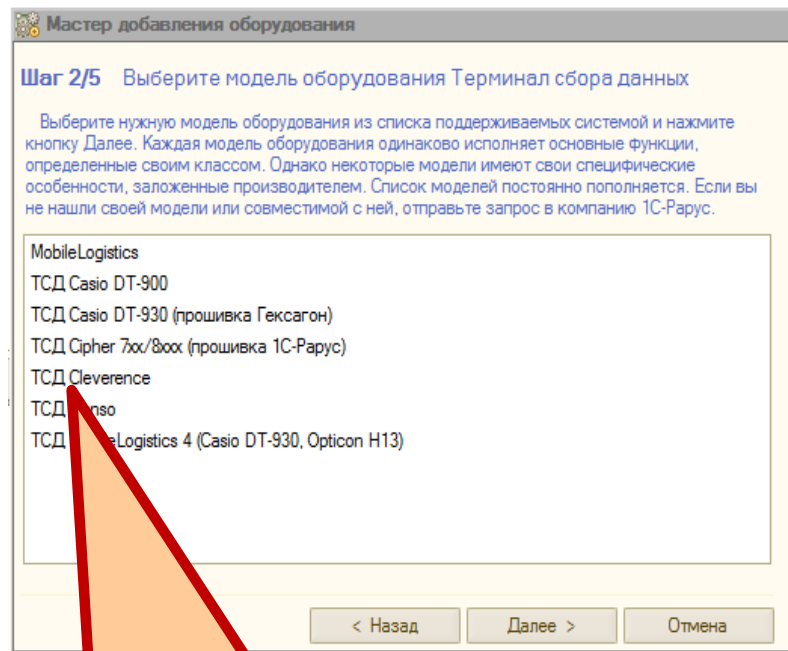 Мастер добавления оборудования
Шаг 2/5 Выберите модель оборудования Терминал сбора данных
Выберите нужную модель оборудования из списка поддерживаемых системой и нажмите
кнопку Далее. Каждая модель оборудования одинаково исполняет основные функции,
определенные своим классом. Однако некоторые модели имеют свои специфические
особенности, заложенные производителем. Список моделей постоянно пополняется. Если вы
не нашли своей модели или совместимой с ней, отправьте запрос в компанию 1С-Рарус.
MobileLogistics
ТСД Casio DT-900
ТСД Casio DT-930 (прошивка Гексагон)
ТСД Cipher 7xx/8xxx (прошивка 1С-Рарус)
ТСД Cleverence
ТСД
ТСД Logistics 4 (Casio DT-930, Opticon H13)
< Назад
Далее >
Отмена